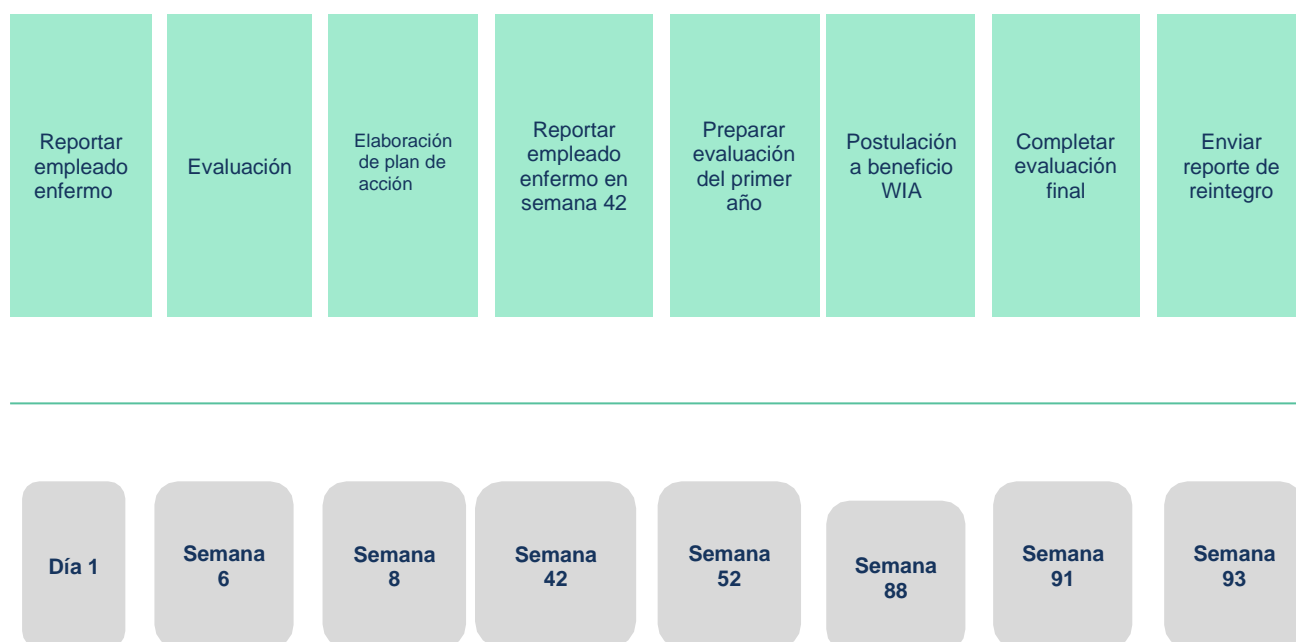 Reportar
empleado
enfermo
Evaluación
Elaboración
de plan de
acción
Reportar
empleado
enfermo en
semana 42
Preparar
evaluación
del primer
año
Postulación
a beneficio
WIA
Completar
evaluación
final
Enviar
reporte de
reintegro
Día 1
Semana
6
Semana
8
Semana
42
Semana
52
Semana
88
Semana
91
Semana
93